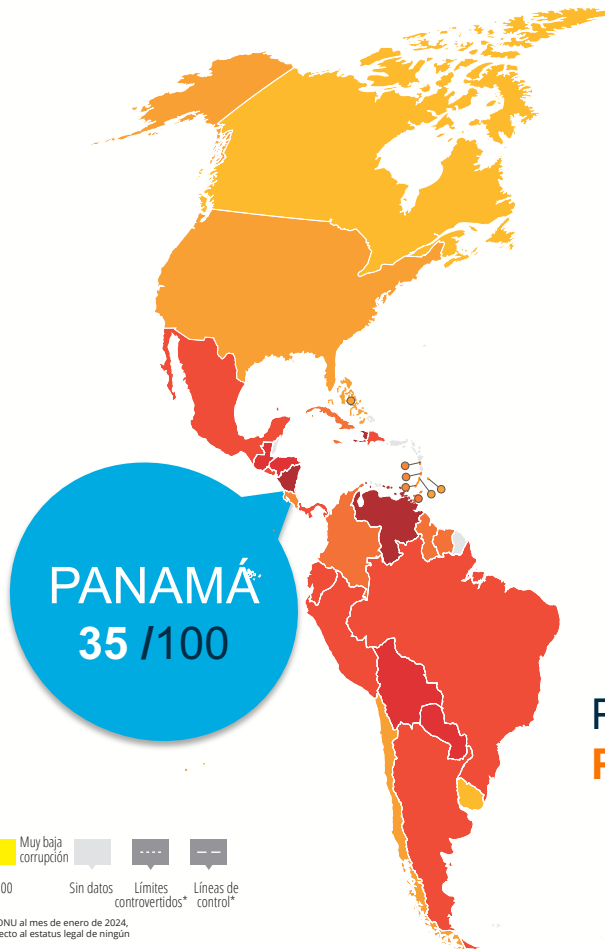 PANAMÁ
35 /100
Muy baja
corrupción
00
Sin datos
Límites
controvertidos*
Líneas de
control*
ONU al mes de enero de 2024,
ecto al estatus legal de ningún